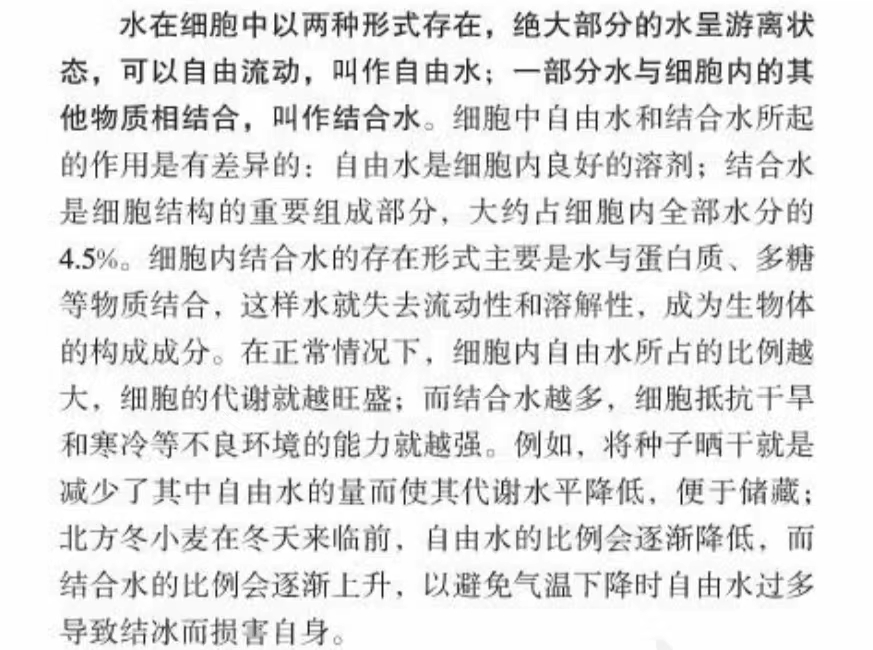 水在细胞中以两种形式存在，绝大部分的水呈游离状
态，可以自由流动，叫作自由水；一部分水与细胞内的其
他物质相结合，叫作结合水。细胞中自由水和结合水所起
的作用是有差异的：自由水是细胞内良好的溶剂；结合水
是细胞结构的重要组成部分，大约占细胞内全部水分的
4.5%。细胞内结合水的存在形式主要是水与蛋白质、多糖
等物质结合，这样水就失去流动性和溶解性，成为生物体
的构成成分。在正常情况下，细胞内自由水所占的比例越
大，细胞的代谢就越旺盛；而结合水越多，细胞抵抗干旱
和寒冷等不良环境的能力就越强。例如，将种子晒干就是
减少了其中自由水的量而使其代谢水平降低，便于储藏；
北方冬小麦在冬天来临前，自由水的比例会逐渐降低，而
结合水的比例会逐渐上升，以避免气温下降时自由水过多
导致结冰而损害自身。